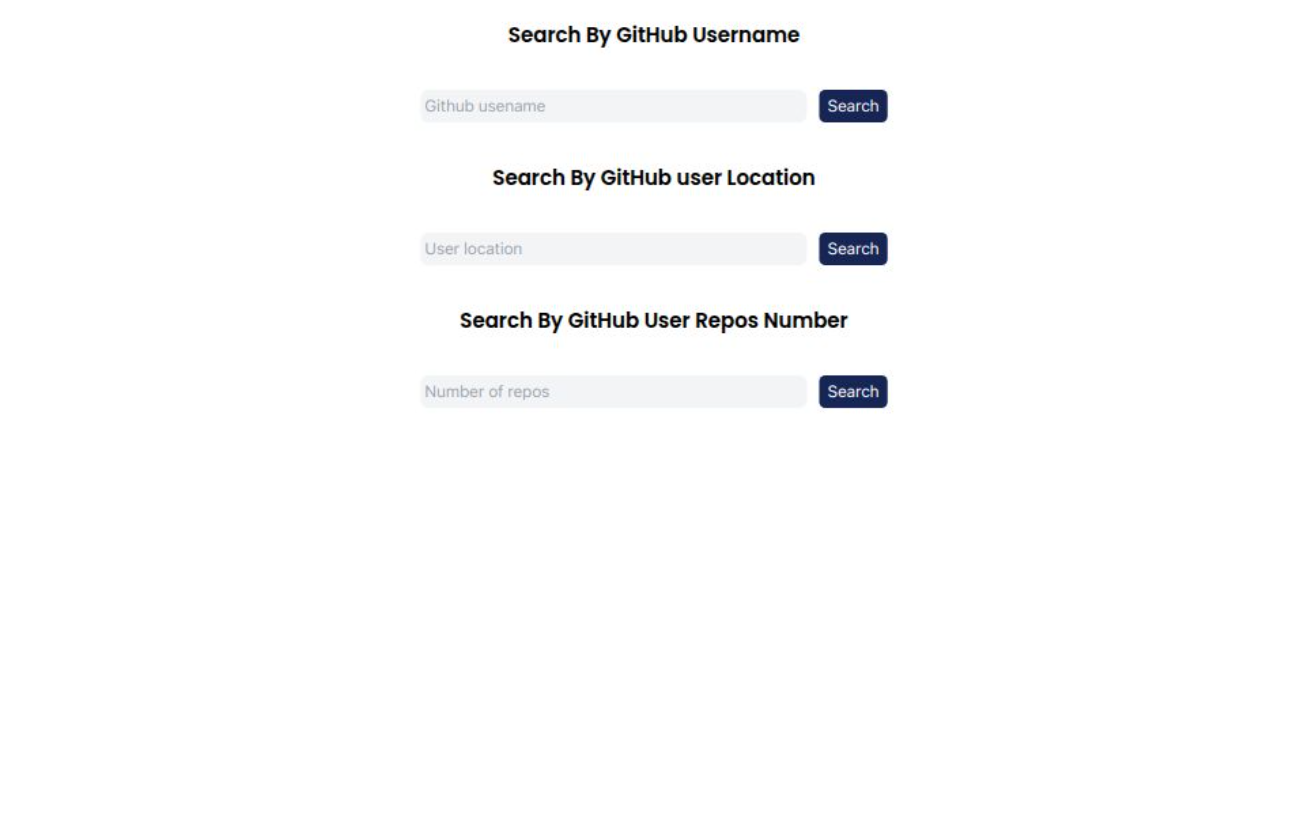 Search By GitHub Username
Github usename
Search
Search By GitHub user Location
User location
Search
Search By GitHub User Repos Number
Number of repos
Search